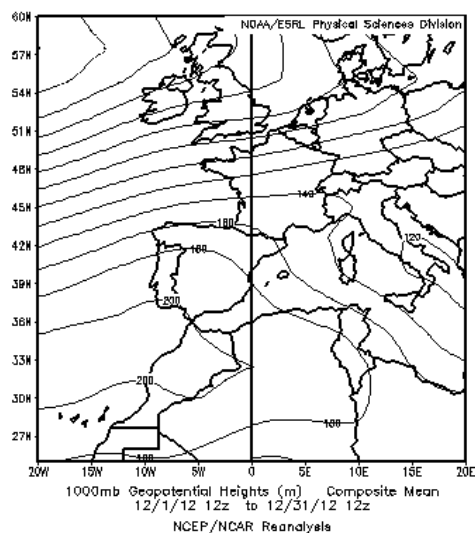 NOAA/ESRL Physical Sciences Division
60N
57N
54N
51N
48N
45N
42N
39N
36N
33N
30N
27N
140
120
160
180
200
200
180
180
20W
15W
10W
5W
0
5E
10E
15E
20E
1000mb Geopotential Heights (m) Composite Mean
12/1/12 12z to 12/31/12 12z
NCEP/NCAR Reanalysis